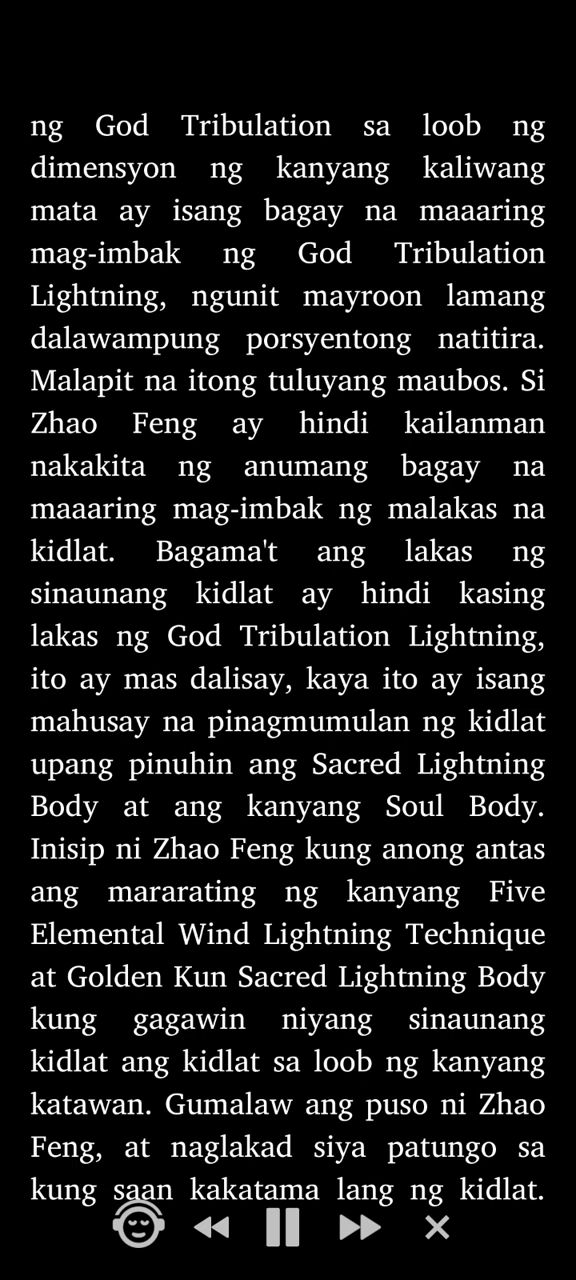 ng God Tribulation sa loob ng
dimensyon ng kanyang kaliwang
mata ay isang bagay na maaaring
mag-imbak ng God Tribulation
Lightning, ngunit mayroon lamang
dalawampung porsyentong natitira.
Malapit na itong tuluyang maubos. Si
Zhao Feng ay hindi kailanman
nakakita ng anumang bagay na
maaaring mag-imbak ng malakas na
kidlat. Bagama't ang lakas ng
sinaunang kidlat ay hindi kasing
lakas ng God Tribulation Lightning,
ito ay mas dalisay, kaya ito ay isang
mahusay na pinagmumulan ng kidlat
upang pinuhin ang Sacred Lightning
Body at ang kanyang Soul Body.
Inisip ni Zhao Feng kung anong antas
ang mararating ng kanyang Five
Elemental Wind Lightning Technique
at Golden Kun Sacred Lightning Body
kung gagawin niyang sinaunang
kidlat ang kidlat sa loob ng kanyang
katawan. Gumalaw ang puso ni Zhao
Feng, at naglakad siya patungo sa
kung saan kakatama lang ng kidlat.